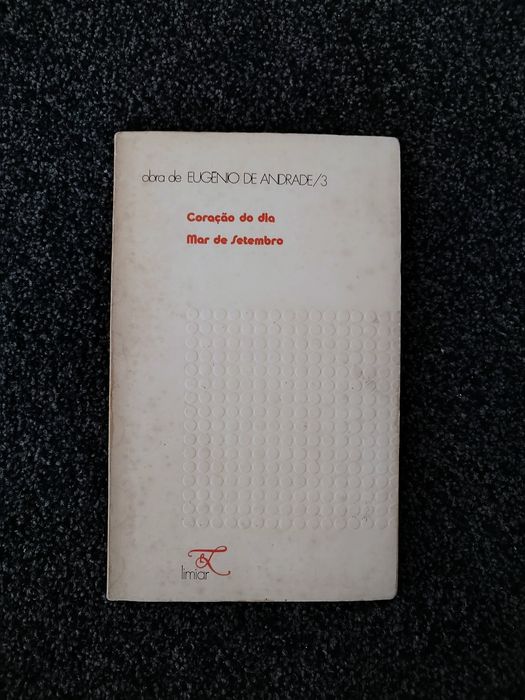 obra de EUGÉNIO DE ANDRADE/3
Coração do dia
Mar de Setembro
limiar